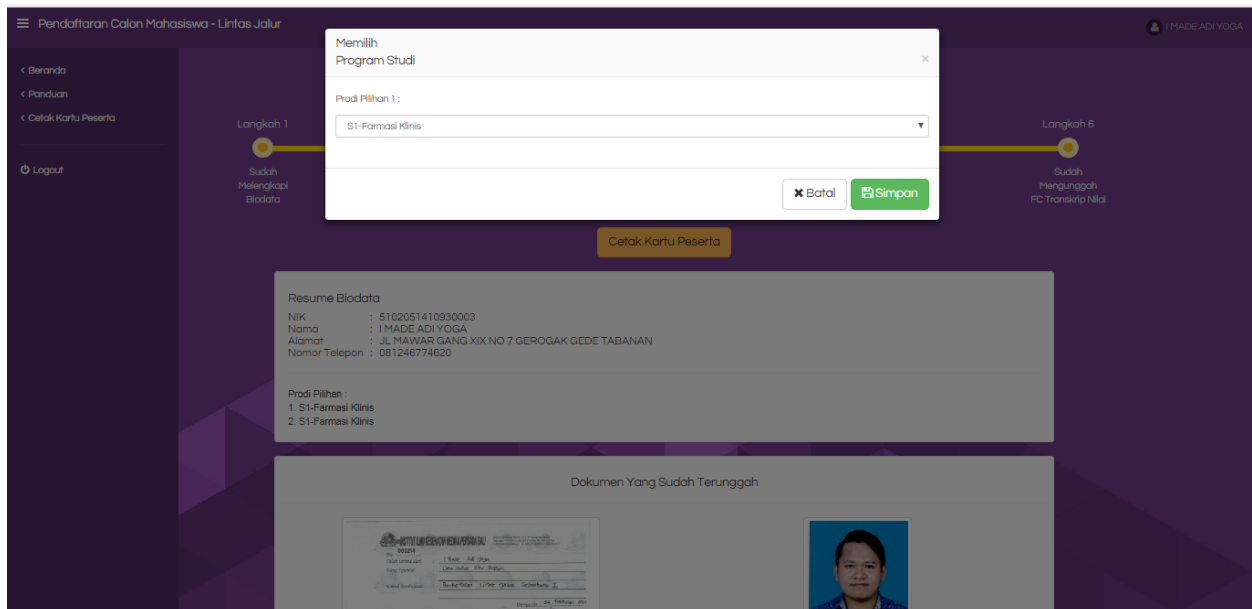 Pendaftaran Calon Mahasiswa - Lintas Jalur
I MADE ADI YOGA
< Beranda
< Panduan
< Cetak Kartu Peserta
Logout
Memilih
Program Studi
×
Prodi Pilihan 1 :
S1-Farmasi Klinis
Batal
Simpan
Langkah 1
Sudah
Melengkapi
Biodata
Langkah 6
Sudah
Mengunggah
FC Transkrip Nilai
Cetak Kartu Peserta
Resume Biodata
NIK : 5102051410930003
Nama : I MADE ADI YOGA
Alamat : JL MAWAR GANG XIX NO 7 GEROGAK GEDE TABANAN
Nomor Telepon : 081246774620
Prodi Pilihan :
1. S1-Farmasi Klinis
2. S1-Farmasi Klinis
Dokumen Yang Sudah Terunggah
I Made Adi Yoga